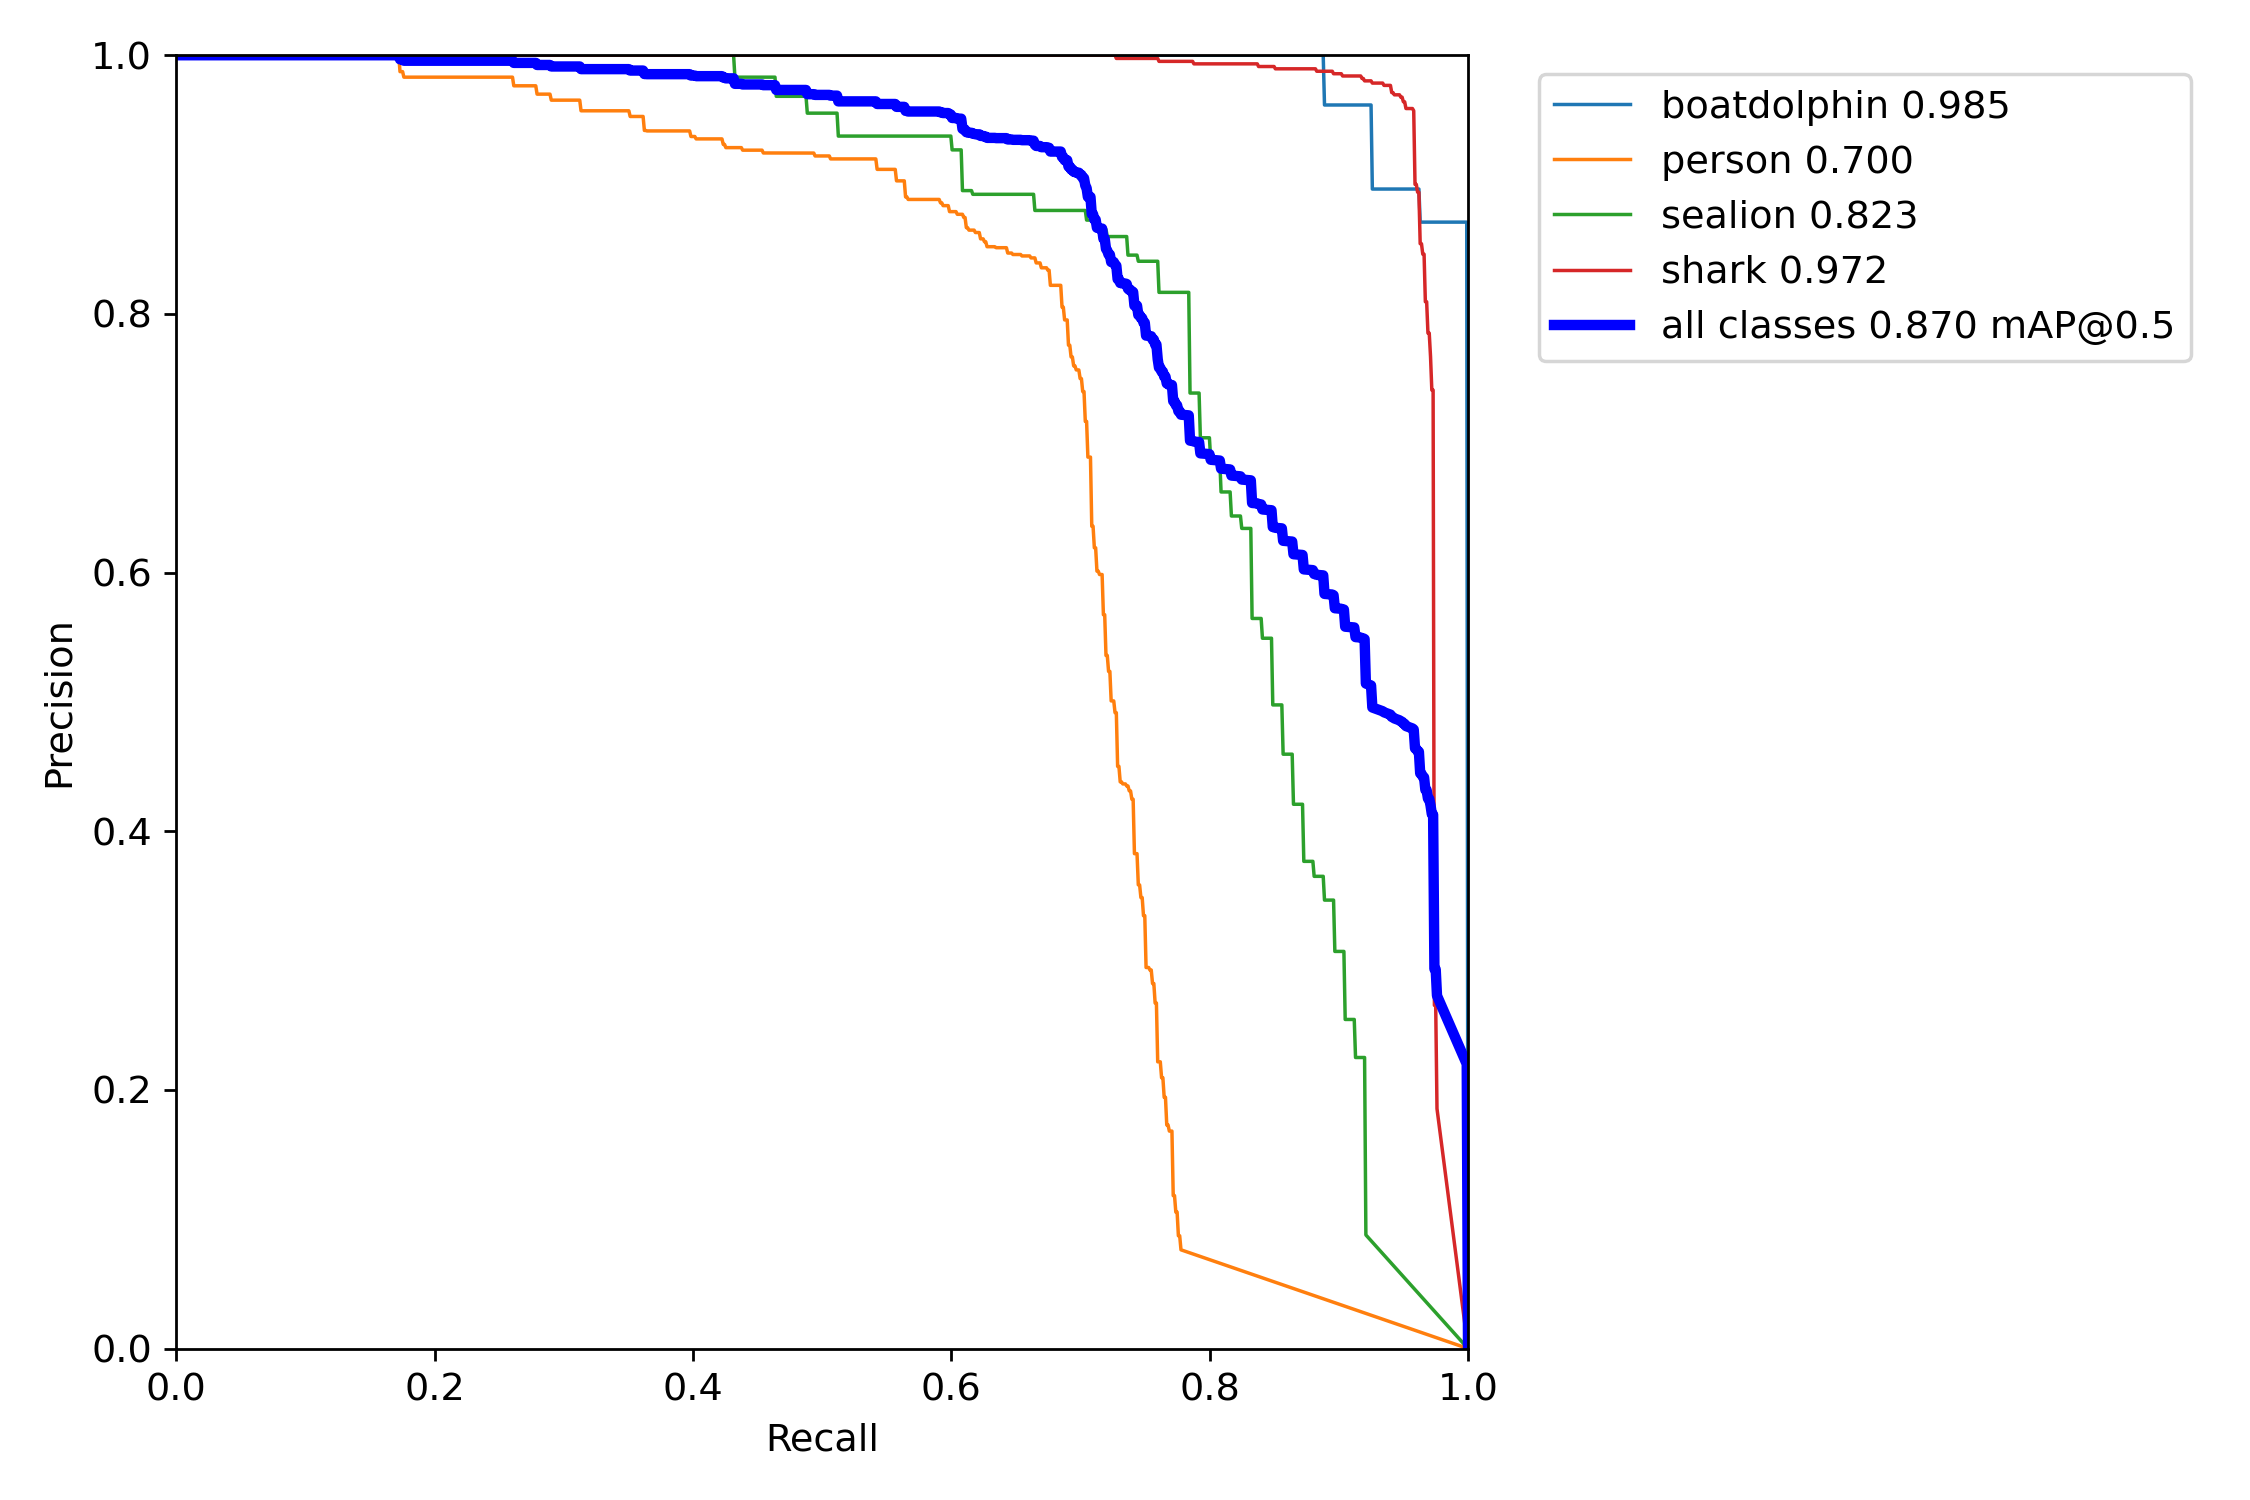 1.0
0.8
0.6
0.4
0.2
0.0
Precision
0.0 0.2 0.4 0.6 0.8 1.0
Recall
boatdolphin 0.985
person 0.700
sealion 0.823
shark 0.972
all classes 0.870 mAP@0.5